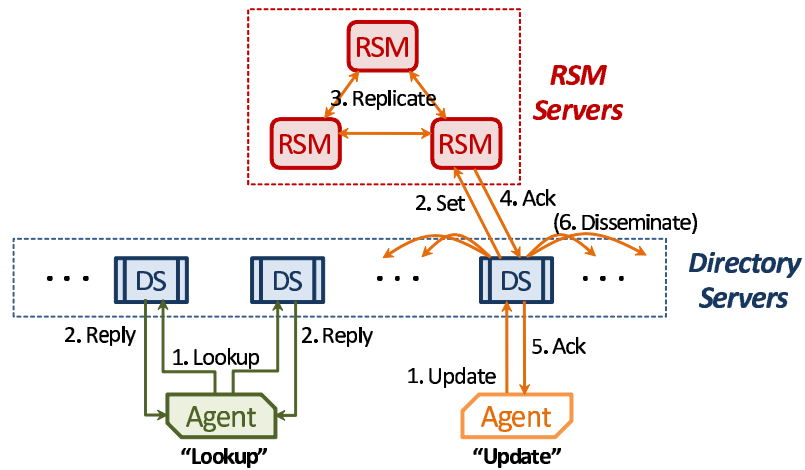 RSM
RSM
Servers
3. Replicate
RSM
RSM
2. Set
4. Ack
(6. Disseminate)
. . .
DS
DS
. . .
DS
. . .
Directory
Servers
2. Reply
1. Lookup
2. Reply
1. Update
5. Ack
Agent
Agent
“Lookup”
“Update”